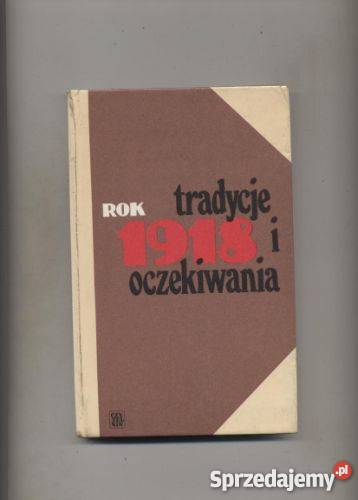 ROK tradycje
1918 i
oczekiwania
Sprzedajemy.pl